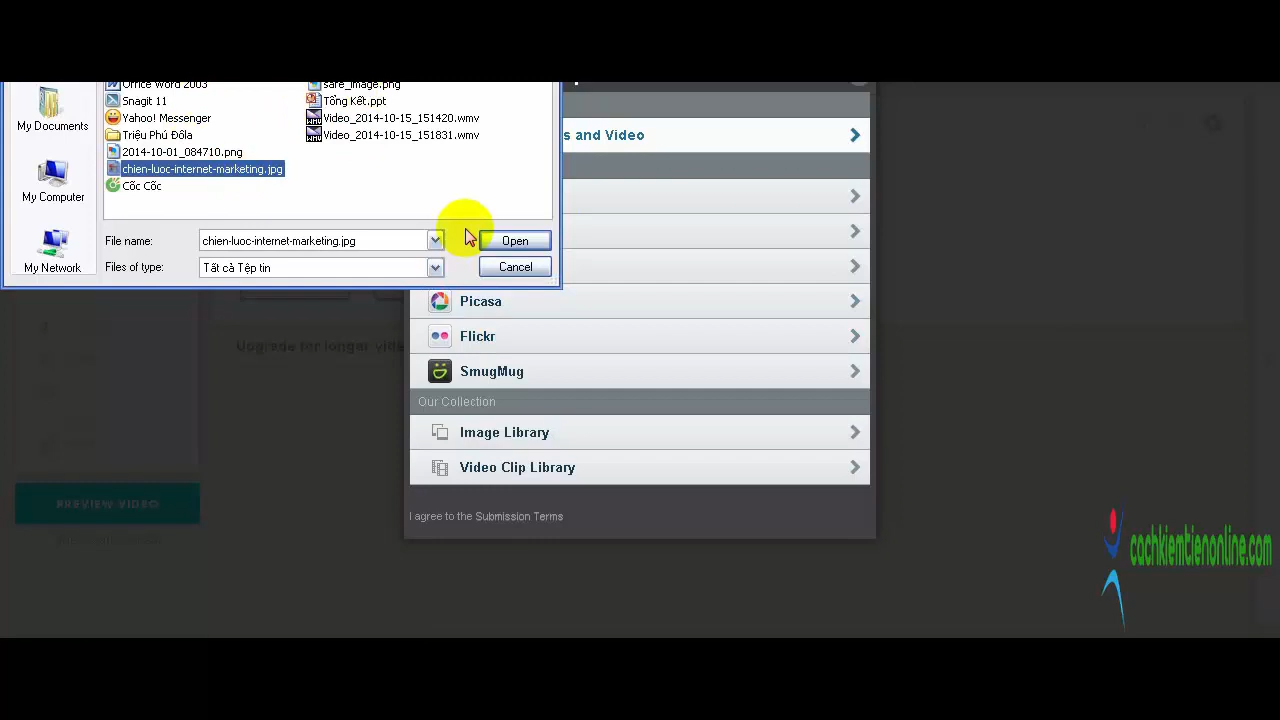 Office Word 2003
Snagit 11
Yahoo! Messenger
Triệu Phú Đôla
2014-10-01_084710.png
chien-luoc-internet-marketing.jpg
Cốc Cốc
sare_image.png
Tổng Kết.ppt
Video_2014-10-15_151420.wmv
Video_2014-10-15_151831.wmv
My Documents
My Computer
My Network
File name:
chien-luoc-internet-marketing.jpg
Open
Files of type:
Tất cả Tệp tin
Cancel
s and Video
Picasa
Flickr
SmugMug
Our Collection
Image Library
Video Clip Library
I agree to the Submission Terms
Upgrade for longer vide
PREVIEW VIDEO
cachkiemtienonline.com